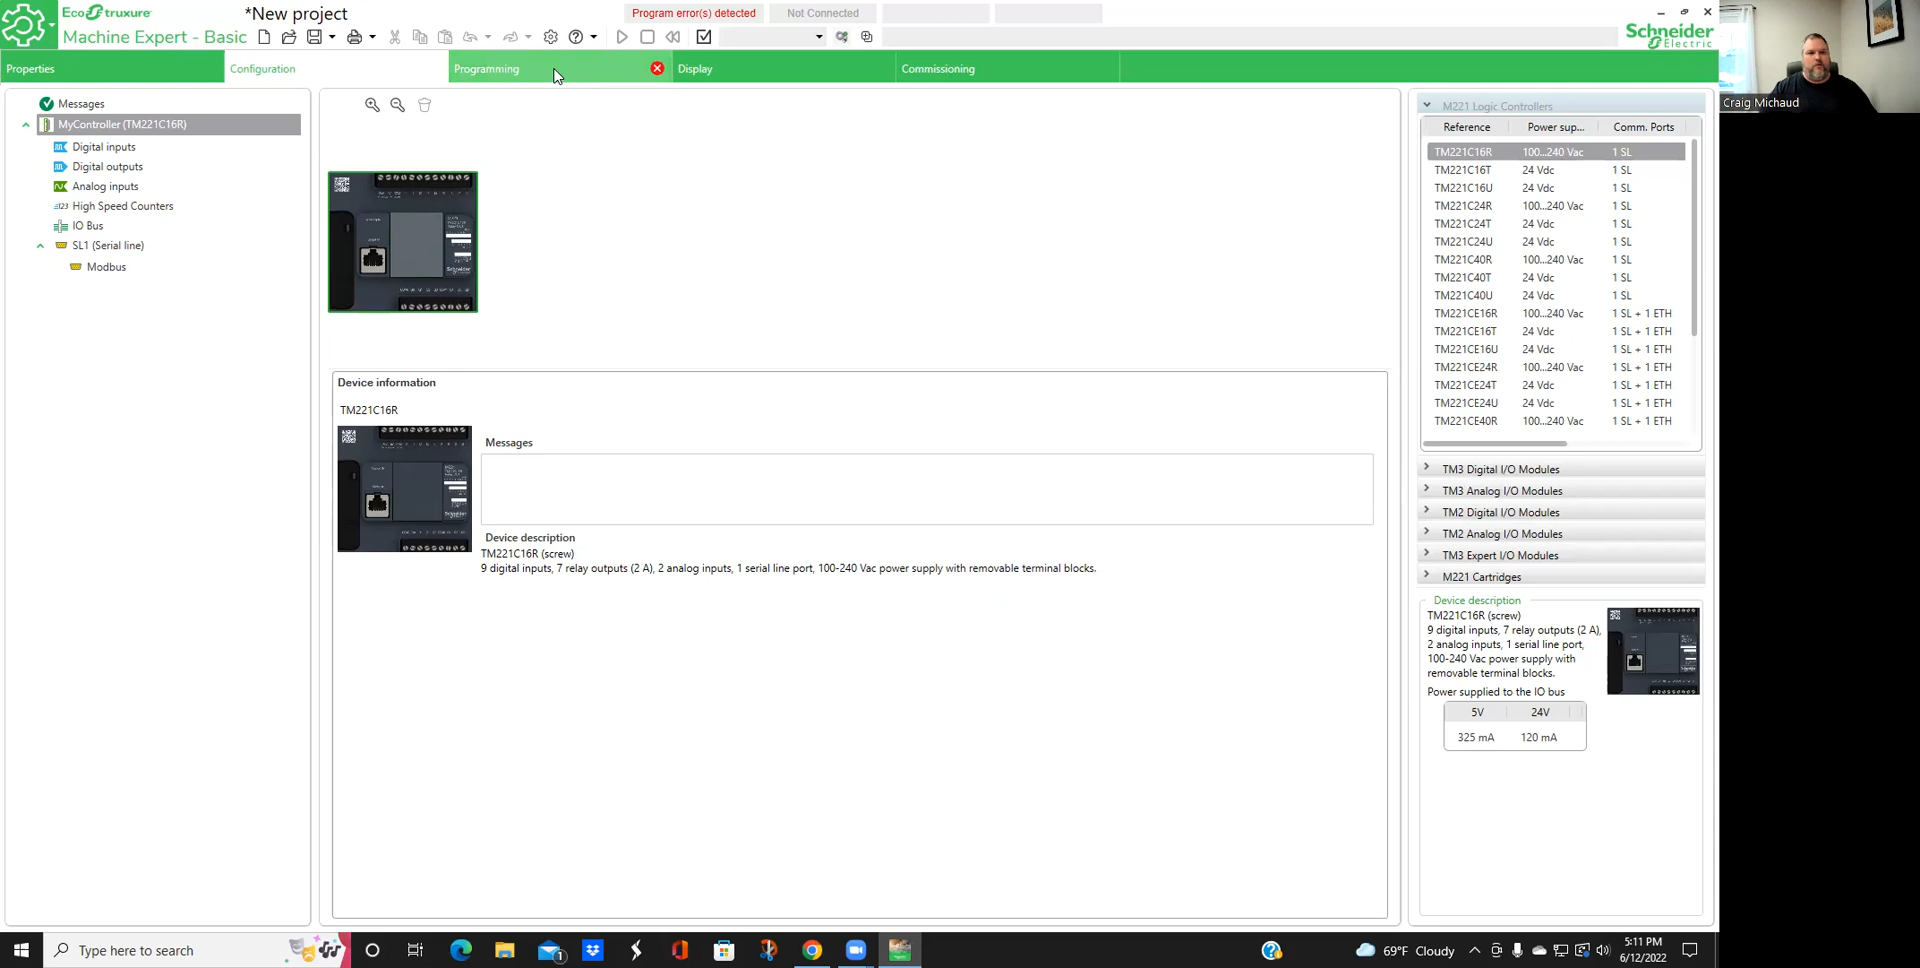 EcoStruxure
Machine Expert - Basic
*New project
Program error(s) detected
Not Connected
Schneider
Electric
Properties
Configuration
Programming
Display
Commissioning
Craig Michaud
Messages
MyController (TM221C16R)
Digital inputs
Digital outputs
Analog inputs
High Speed Counters
IO Bus
SL1 (Serial line)
Modbus
Device information
TM221C16R
Messages
Device description
TM221C16R (screw)
9 digital inputs, 7 relay outputs (2 A), 2 analog inputs, 1 serial line port, 100-240 Vac power supply with removable terminal blocks.
M221 Logic Controllers
Reference Power sup... Comm. Ports
TM221C16R 100...240 Vac 1 SL
TM221C16T 24 Vdc 1 SL
TM221C16U 24 Vdc 1 SL
TM221C24R 100...240 Vac 1 SL
TM221C24T 24 Vdc 1 SL
TM221C24U 24 Vdc 1 SL
TM221C40R 100...240 Vac 1 SL
TM221C40T 24 Vdc 1 SL
TM221C40U 24 Vdc 1 SL
TM221CE16R 100...240 Vac 1 SL + 1 ETH
TM221CE16T 24 Vdc 1 SL + 1 ETH
TM221CE16U 24 Vdc 1 SL + 1 ETH
TM221CE24R 100...240 Vac 1 SL + 1 ETH
TM221CE24T 24 Vdc 1 SL + 1 ETH
TM221CE24U 24 Vdc 1 SL + 1 ETH
TM221CE40R 100...240 Vac 1 SL + 1 ETH
TM3 Digital I/O Modules
TM3 Analog I/O Modules
TM2 Digital I/O Modules
TM2 Analog I/O Modules
TM3 Expert I/O Modules
M221 Cartridges
Device description
TM221C16R (screw)
9 digital inputs, 7 relay outputs (2 A),
2 analog inputs, 1 serial line port,
100-240 Vac power supply with
removable terminal blocks.
Power supplied to the IO bus
5V 24V
325 mA 120 mA
Type here to search
1
69°F Cloudy
5:11 PM
6/12/2022